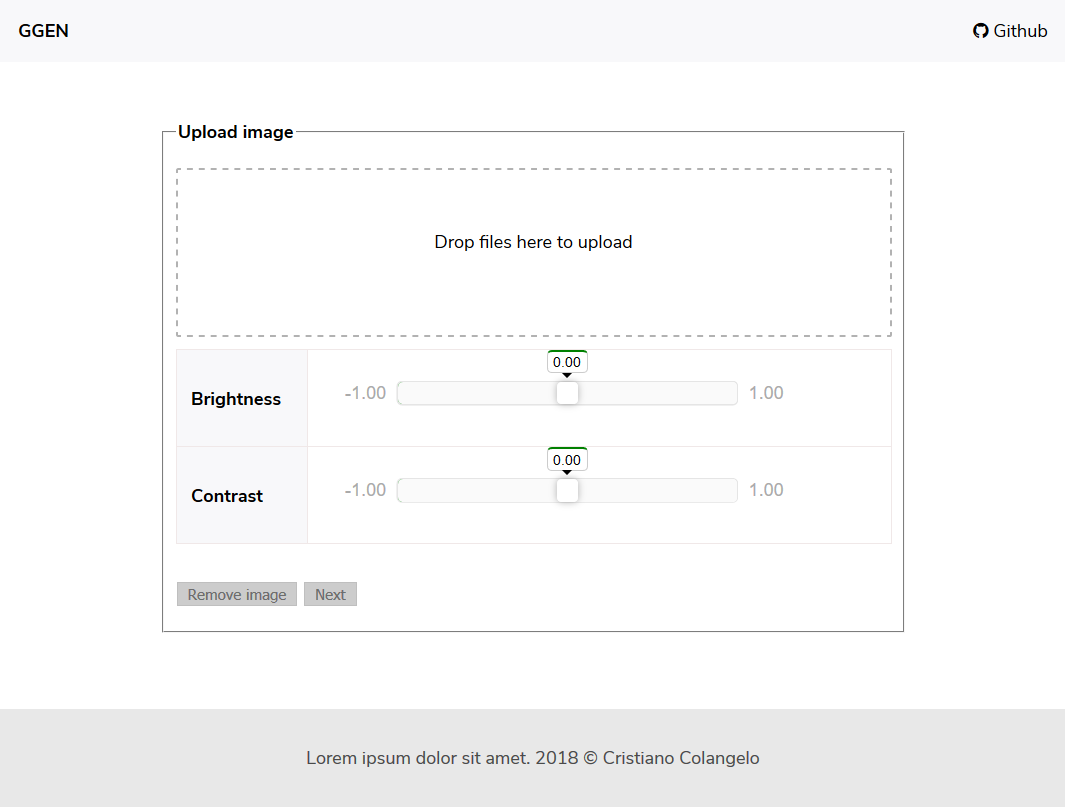 GGEN
Github
Upload image
Drop files here to upload
0.00
Brightness
-1.00
1.00
0.00
Contrast
-1.00
1.00
Remove image
Next
Lorem ipsum dolor sit amet. 2018 © Cristiano Colangelo